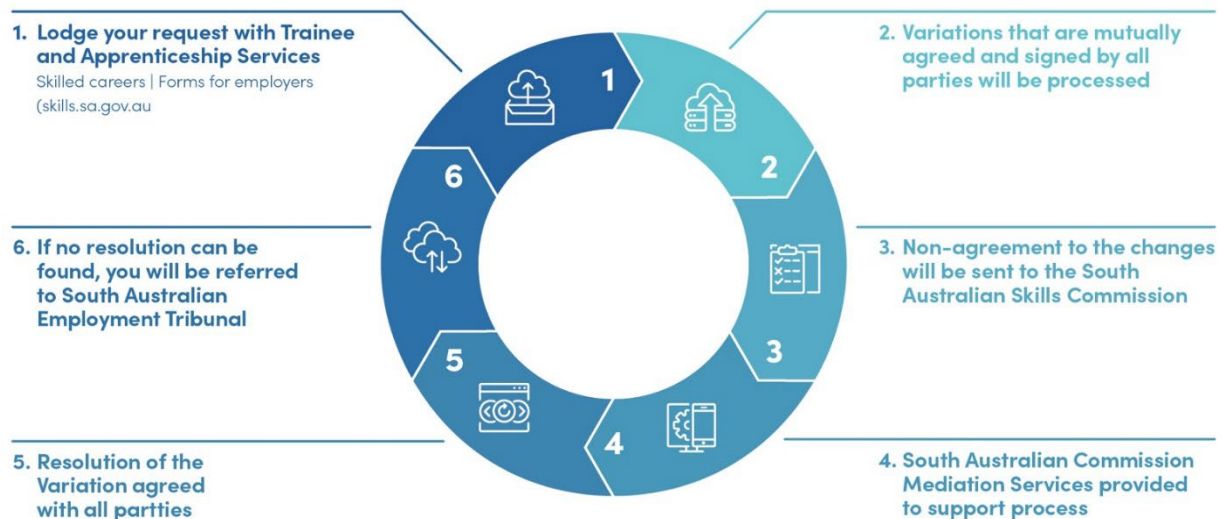 1. Lodge your request with Trainee
and Apprenticeship Services
Skilled careers | Forms for employers
(skills.sa.gov.au
2. Variations that are mutually
agreed and signed by all
parties will be processed
3. Non-agreement to the changes
will be sent to the South
Australian Skills Commission
4. South Australian Commission
Mediation Services provided
to support process
5. Resolution of the
Variation agreed
with all partties
6. If no resolution can be
found, you will be referred
to South Australian
Employment Tribunal
1
2
3
4
5
6